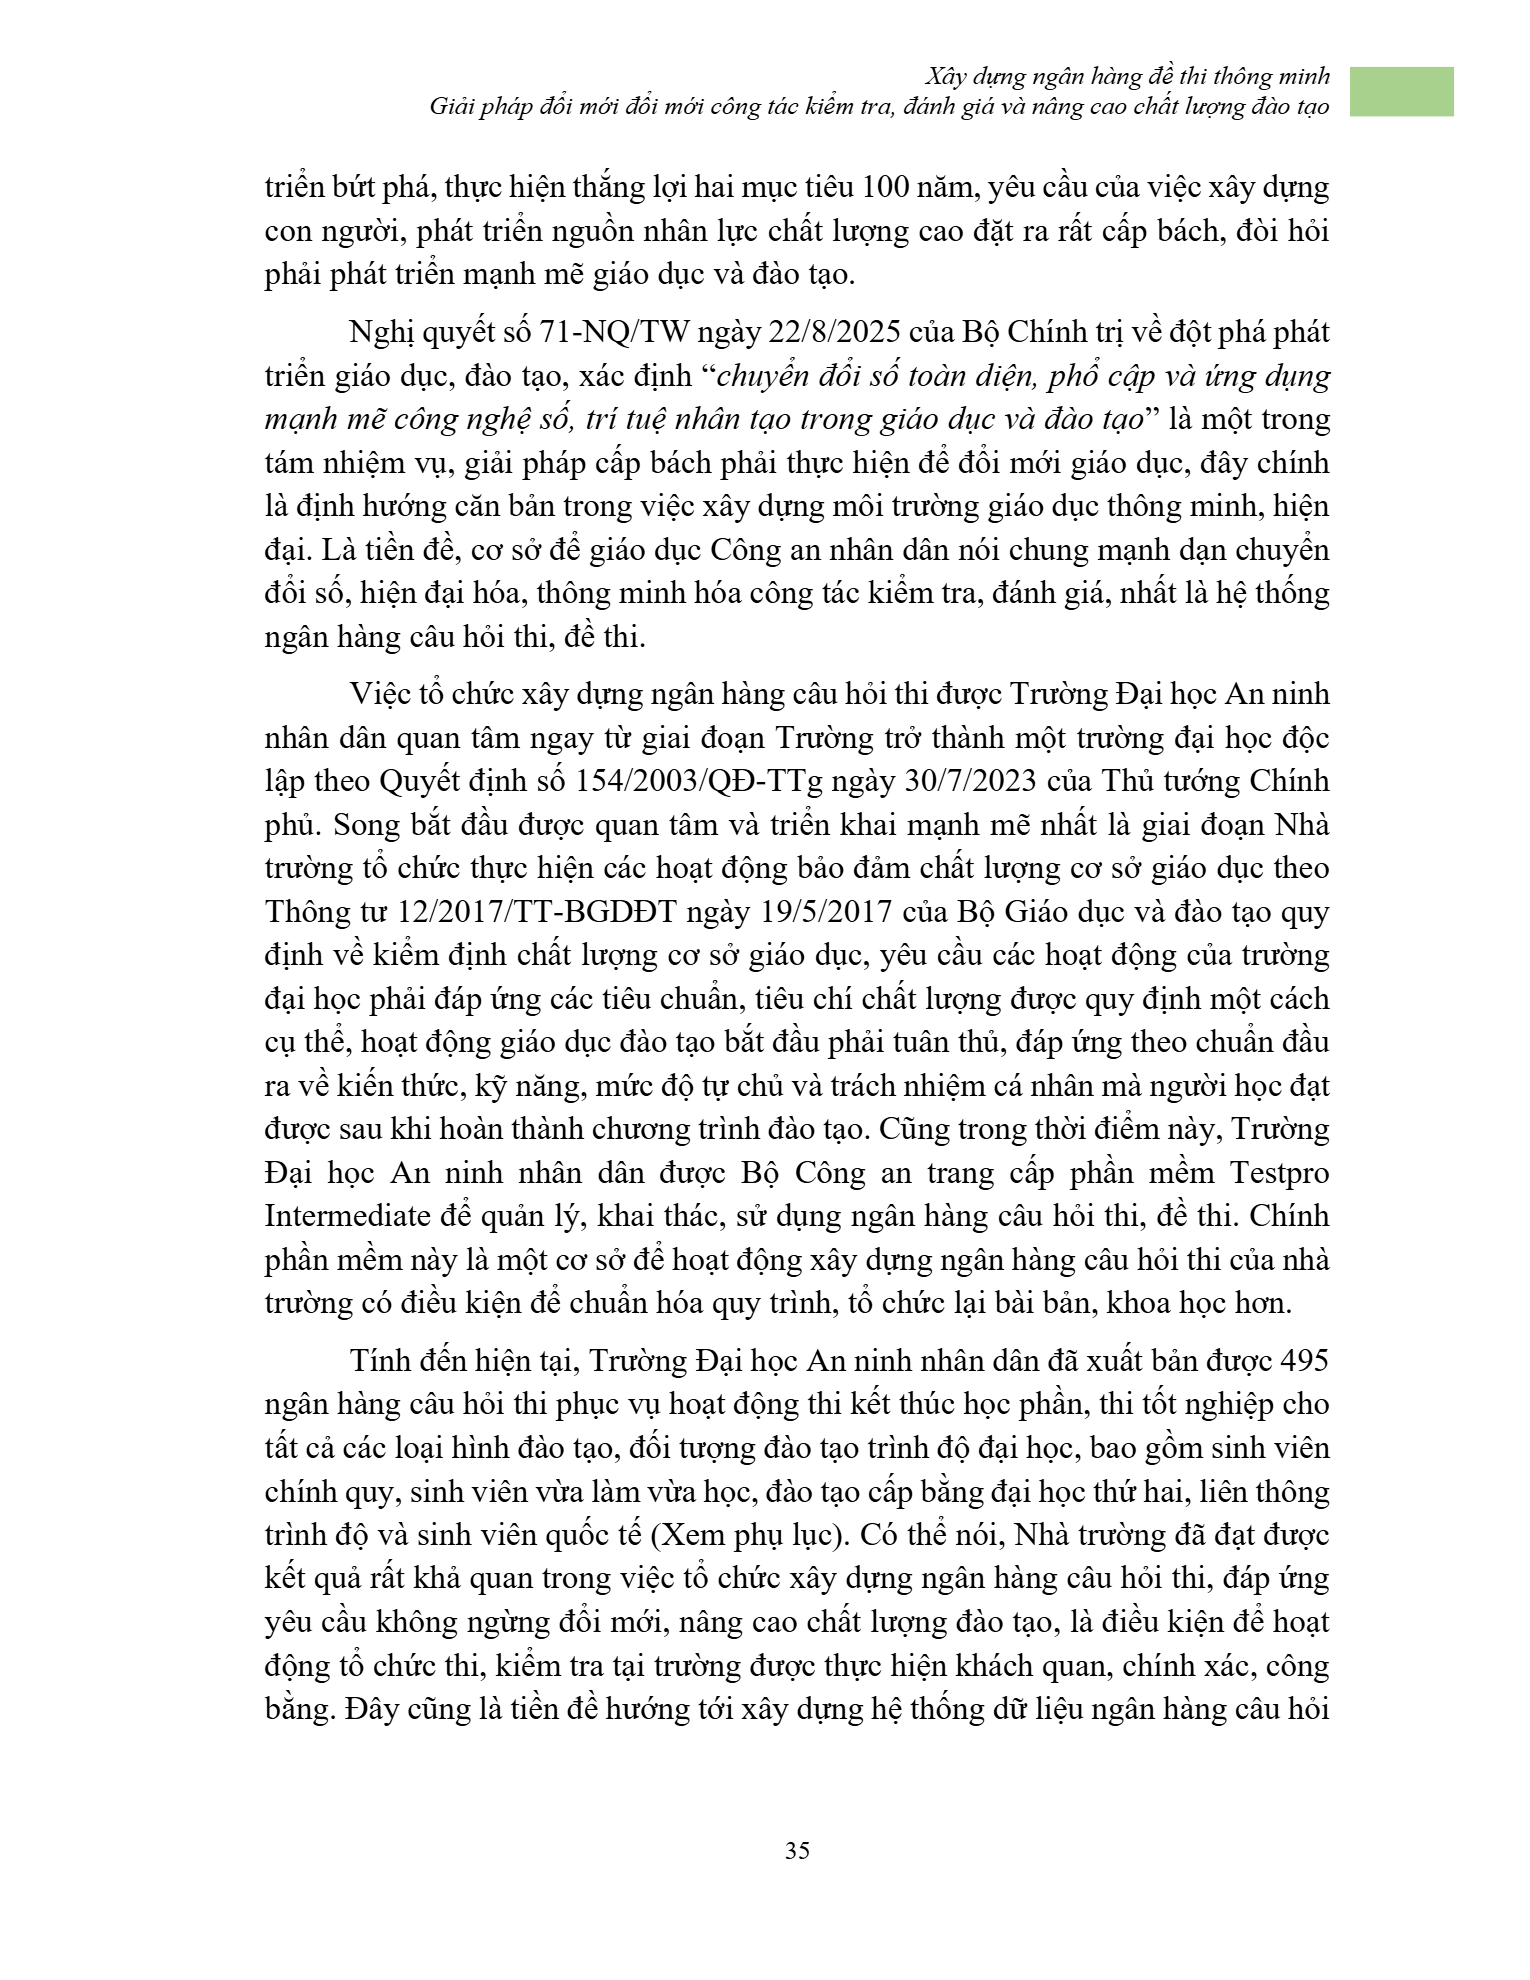 Xây dựng ngân hàng đề thi thông minh
Giải pháp đổi mới đổi mới công tác kiểm tra, đánh giá và nâng cao chất lượng đào tạo
triển bứt phá, thực hiện thắng lợi hai mục tiêu 100 năm, yêu cầu của việc xây dựng
con người, phát triển nguồn nhân lực chất lượng cao đặt ra rất cấp bách, đòi hỏi
phải phát triển mạnh mẽ giáo dục và đào tạo.
Nghị quyết số 71-NQ/TW ngày 22/8/2025 của Bộ Chính trị về đột phá phát
triển giáo dục, đào tạo, xác định “chuyển đổi số toàn diện, phổ cập và ứng dụng
mạnh mẽ công nghệ số, trí tuệ nhân tạo trong giáo dục và đào tạo” là một trong
tám nhiệm vụ, giải pháp cấp bách phải thực hiện để đổi mới giáo dục, đây chính
là định hướng căn bản trong việc xây dựng môi trường giáo dục thông minh, hiện
đại. Là tiền đề, cơ sở để giáo dục Công an nhân dân nói chung mạnh dạn chuyển
đổi số, hiện đại hóa, thông minh hóa công tác kiểm tra, đánh giá, nhất là hệ thống
ngân hàng câu hỏi thi, đề thi.
Việc tổ chức xây dựng ngân hàng câu hỏi thi được Trường Đại học An ninh
nhân dân quan tâm ngay từ giai đoạn Trường trở thành một trường đại học độc
lập theo Quyết định số 154/2003/QĐ-TTg ngày 30/7/2023 của Thủ tướng Chính
phủ. Song bắt đầu được quan tâm và triển khai mạnh mẽ nhất là giai đoạn Nhà
trường tổ chức thực hiện các hoạt động bảo đảm chất lượng cơ sở giáo dục theo
Thông tư 12/2017/TT-BGDĐT ngày 19/5/2017 của Bộ Giáo dục và đào tạo quy
định về kiểm định chất lượng cơ sở giáo dục, yêu cầu các hoạt động của trường
đại học phải đáp ứng các tiêu chuẩn, tiêu chí chất lượng được quy định một cách
cụ thể, hoạt động giáo dục đào tạo bắt đầu phải tuân thủ, đáp ứng theo chuẩn đầu
ra về kiến thức, kỹ năng, mức độ tự chủ và trách nhiệm cá nhân mà người học đạt
được sau khi hoàn thành chương trình đào tạo. Cũng trong thời điểm này, Trường
Đại học An ninh nhân dân được Bộ Công an trang cấp phần mềm Testpro
Intermediate để quản lý, khai thác, sử dụng ngân hàng câu hỏi thi, đề thi. Chính
phần mềm này là một cơ sở để hoạt động xây dựng ngân hàng câu hỏi thi của nhà
trường có điều kiện để chuẩn hóa quy trình, tổ chức lại bài bản, khoa học hơn.
Tính đến hiện tại, Trường Đại học An ninh nhân dân đã xuất bản được 495
ngân hàng câu hỏi thi phục vụ hoạt động thi kết thúc học phần, thi tốt nghiệp cho
tất cả các loại hình đào tạo, đối tượng đào tạo trình độ đại học, bao gồm sinh viên
chính quy, sinh viên vừa làm vừa học, đào tạo cấp bằng đại học thứ hai, liên thông
trình độ và sinh viên quốc tế (Xem phụ lục). Có thể nói, Nhà trường đã đạt được
kết quả rất khả quan trong việc tổ chức xây dựng ngân hàng câu hỏi thi, đáp ứng
yêu cầu không ngừng đổi mới, nâng cao chất lượng đào tạo, là điều kiện để hoạt
động tổ chức thi, kiểm tra tại trường được thực hiện khách quan, chính xác, công
bằng. Đây cũng là tiền đề hướng tới xây dựng hệ thống dữ liệu ngân hàng câu hỏi
35